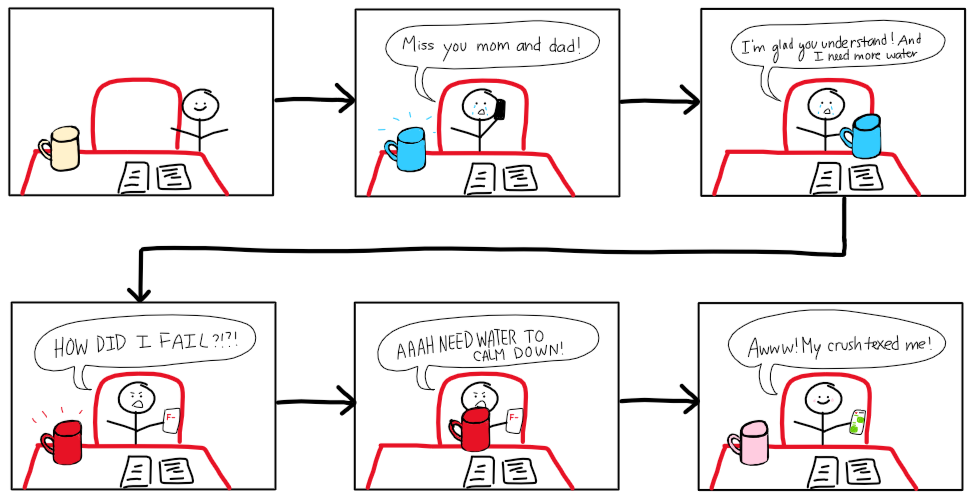 Miss you mom and dad!
I'm glad you understand! And
I need more water
HOW DID I FAIL?!?!
F-
AAAH NEED WATER TO
CALM DOWN!
F-
Awww! My crush texed me!